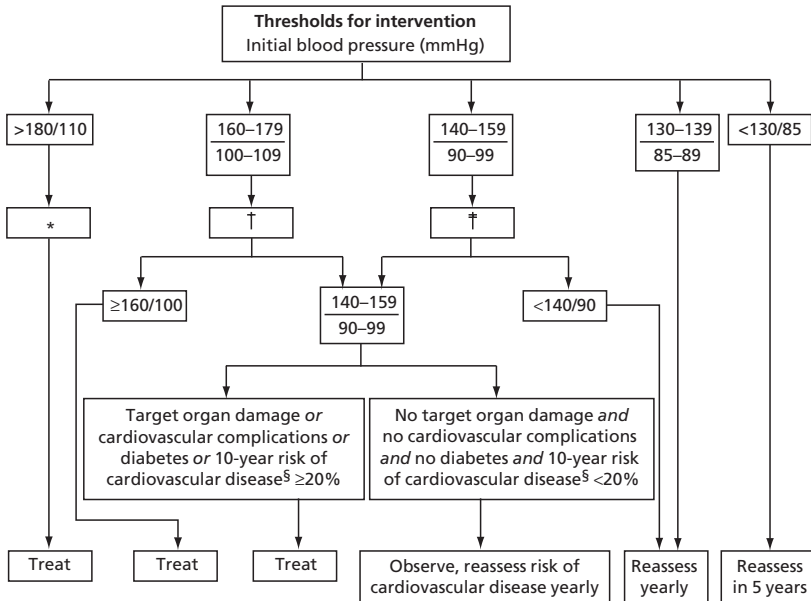 Thresholds for intervention
Initial blood pressure (mmHg)
>180/110
160–179
100–109
140–159
90–99
130–139
85–89
<130/85
*
†
‡
≥160/100
140–159
90–99
<140/90
Target organ damage or
cardiovascular complications or
diabetes or 10-year risk of
cardiovascular disease§ ≥20%
No target organ damage and
no cardiovascular complications
and no diabetes and 10-year risk
of cardiovascular disease§ <20%
Treat
Treat
Treat
Observe, reassess risk of
cardiovascular disease yearly
Reassess
yearly
Reassess
in 5 years